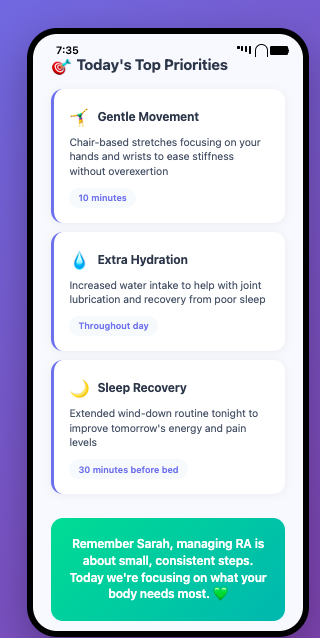 7:35
🎯 Today's Top Priorities
Gentle Movement
Chair-based stretches focusing on your
hands and wrists to ease stiffness
without overexertion
10 minutes
Extra Hydration
Increased water intake to help with joint
lubrication and recovery from poor sleep
Throughout day
Sleep Recovery
Extended wind-down routine tonight to
improve tomorrow's energy and pain
levels
30 minutes before bed
Remember Sarah, managing RA is
about small, consistent steps.
Today we're focusing on what your
body needs most. 💚